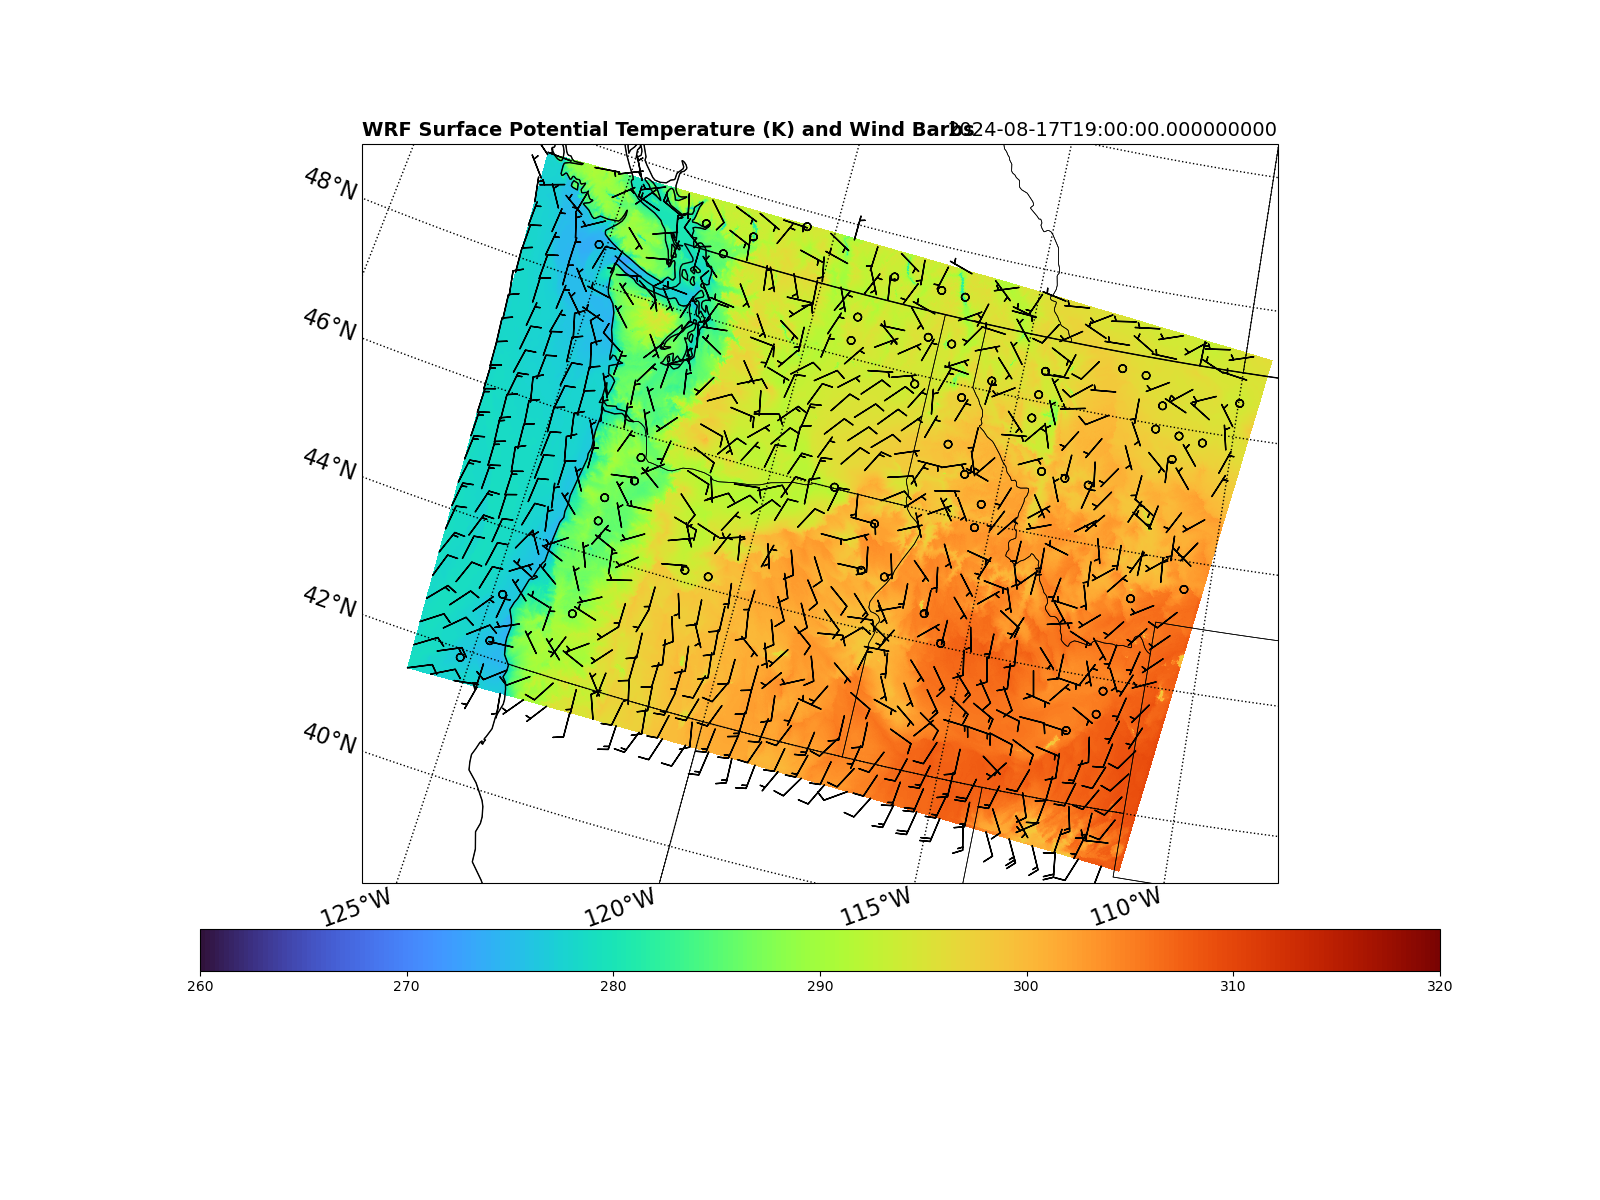 WRF Surface Potential Temperature (K) and Wind Barbs
2024-08-17T19:00:00.000000000
48°N
46°N
44°N
42°N
40°N
125°W 120°W 115°W 110°W
260 270 280 290 300 310 320